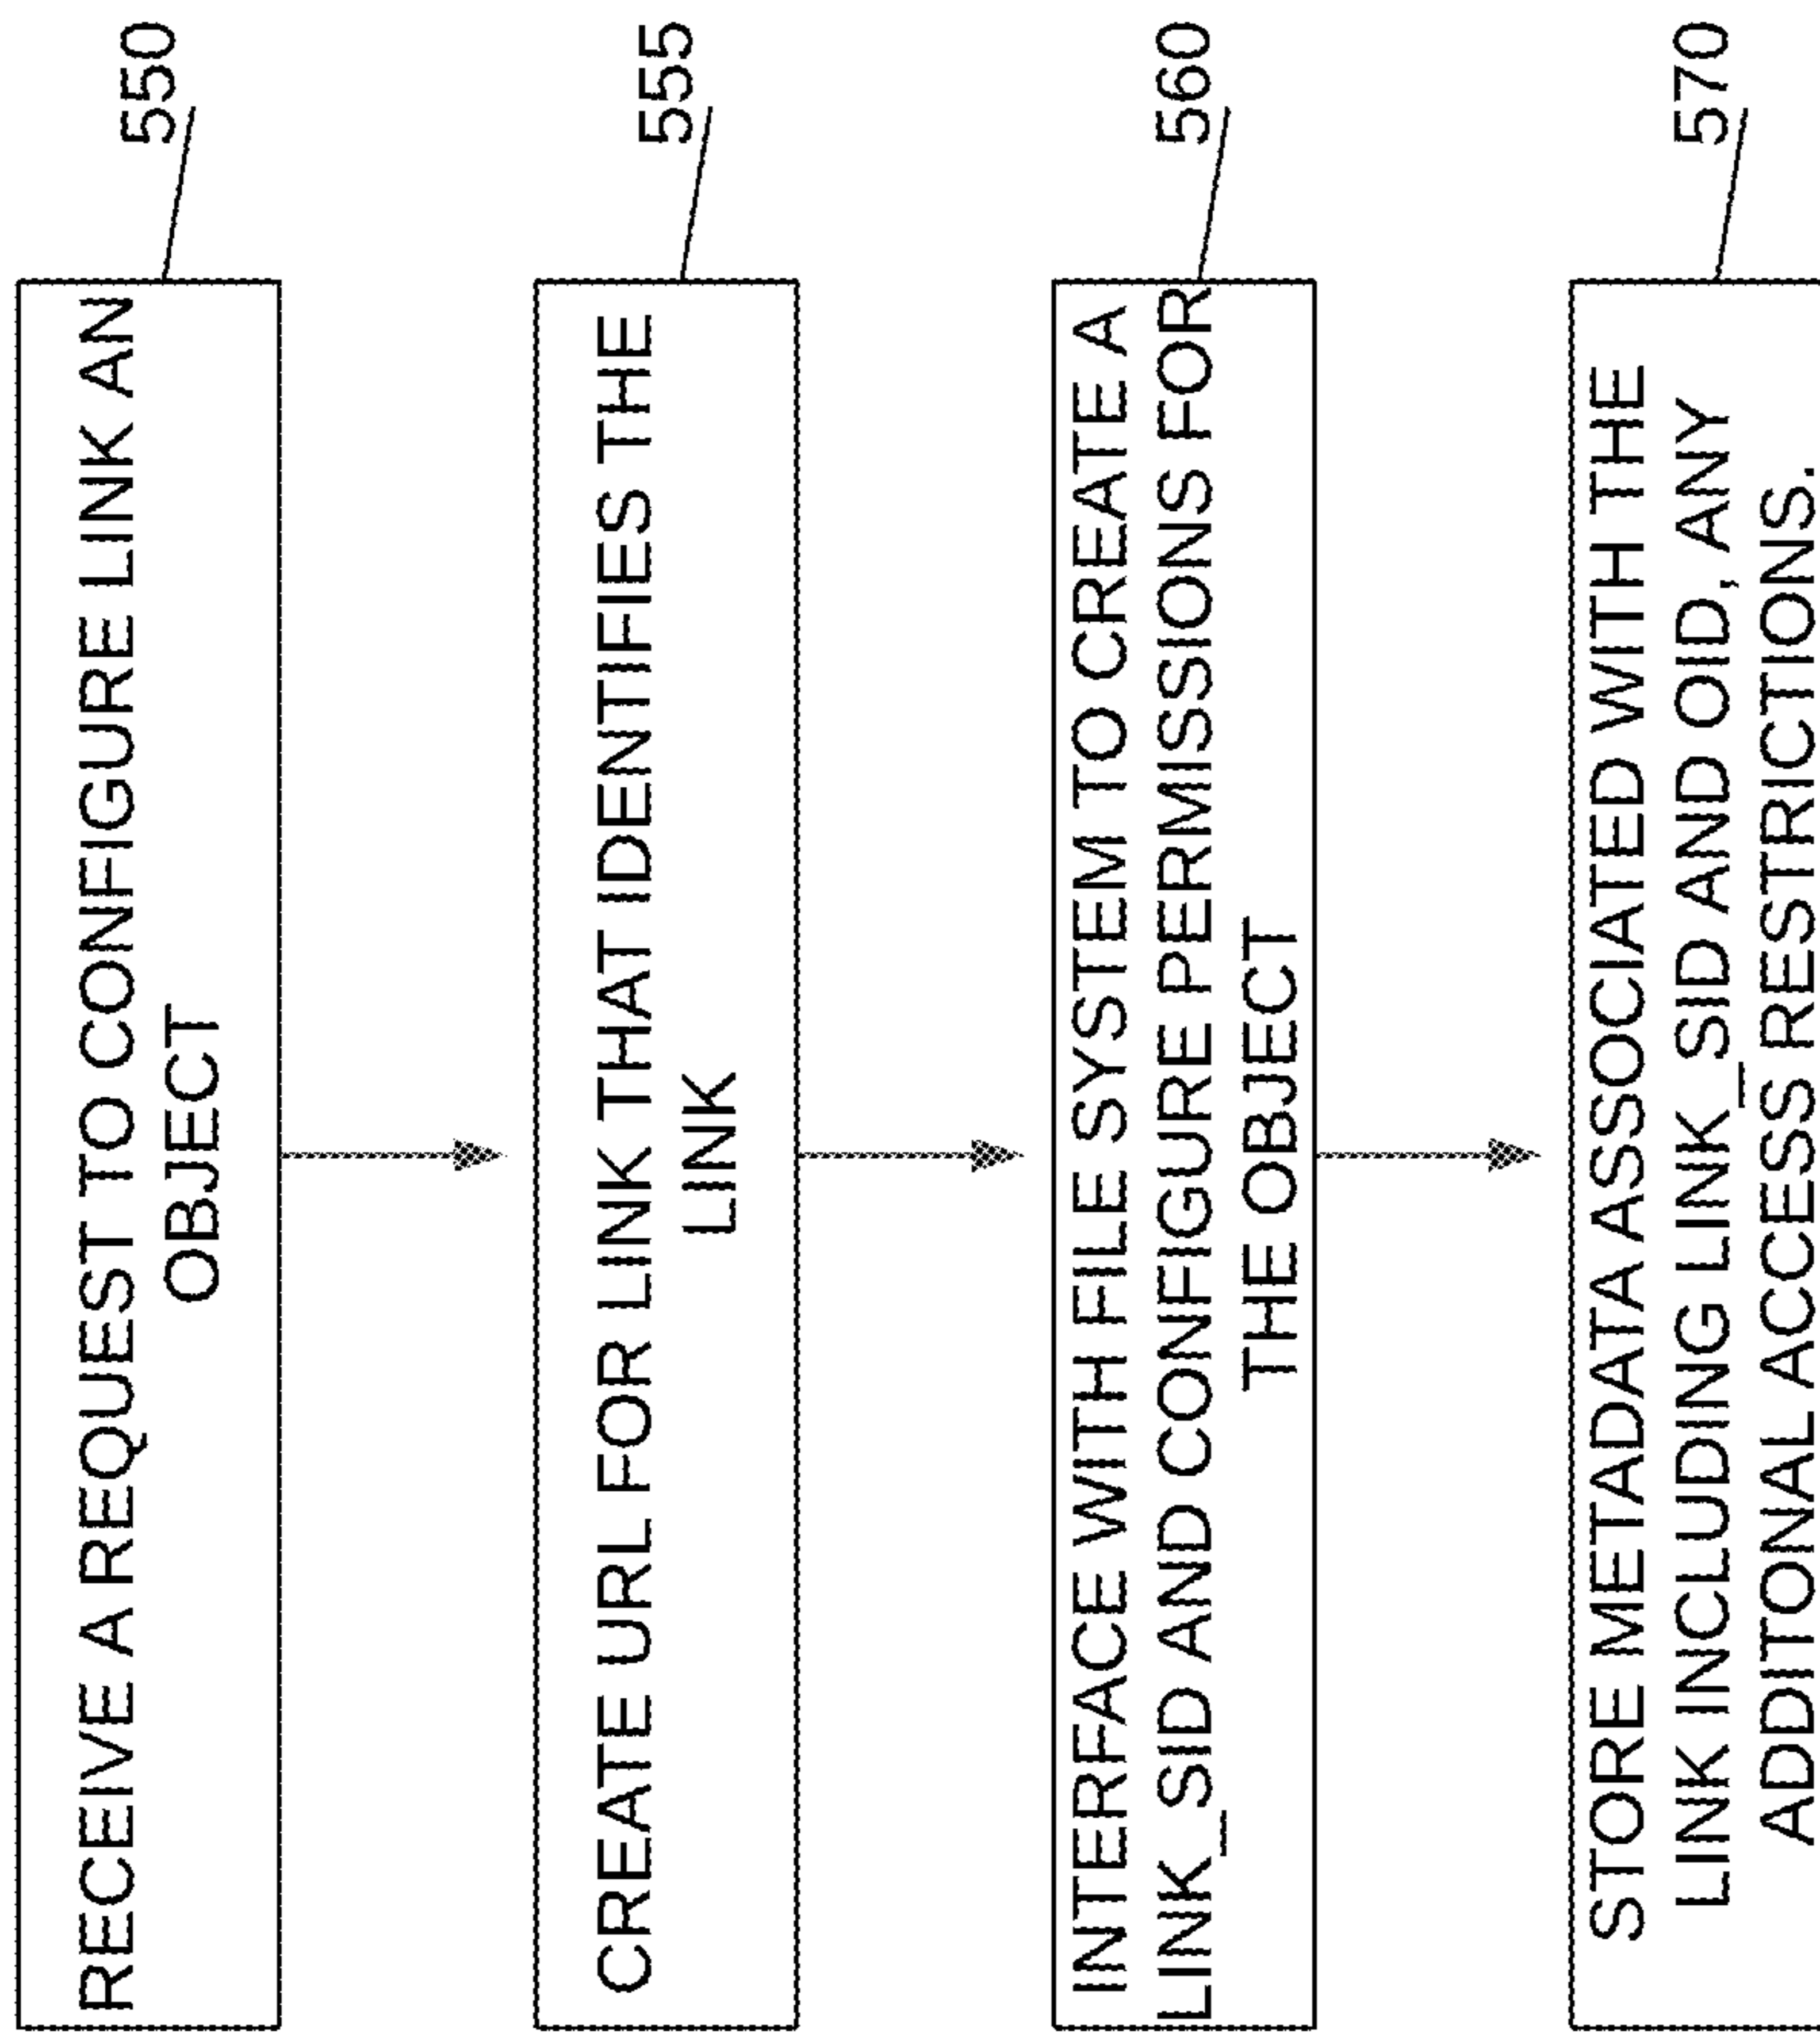 RECEIVE A REQUEST TO CONFIGURE LINK AN
OBJECT
550
CREATE URL FOR LINK THAT IDENTIFIES THE
LINK
555
INTERFACE WITH FILE SYSTEM TO CREATE A
LINK_SID AND CONFIGURE PERMISSIONS FOR
THE OBJECT
560
STORE METADATA ASSOCIATED WITH THE
LINK INCLUDING LINK_SID AND OID, ANY
ADDITONAL ACCESS RESTRICTIONS.
570